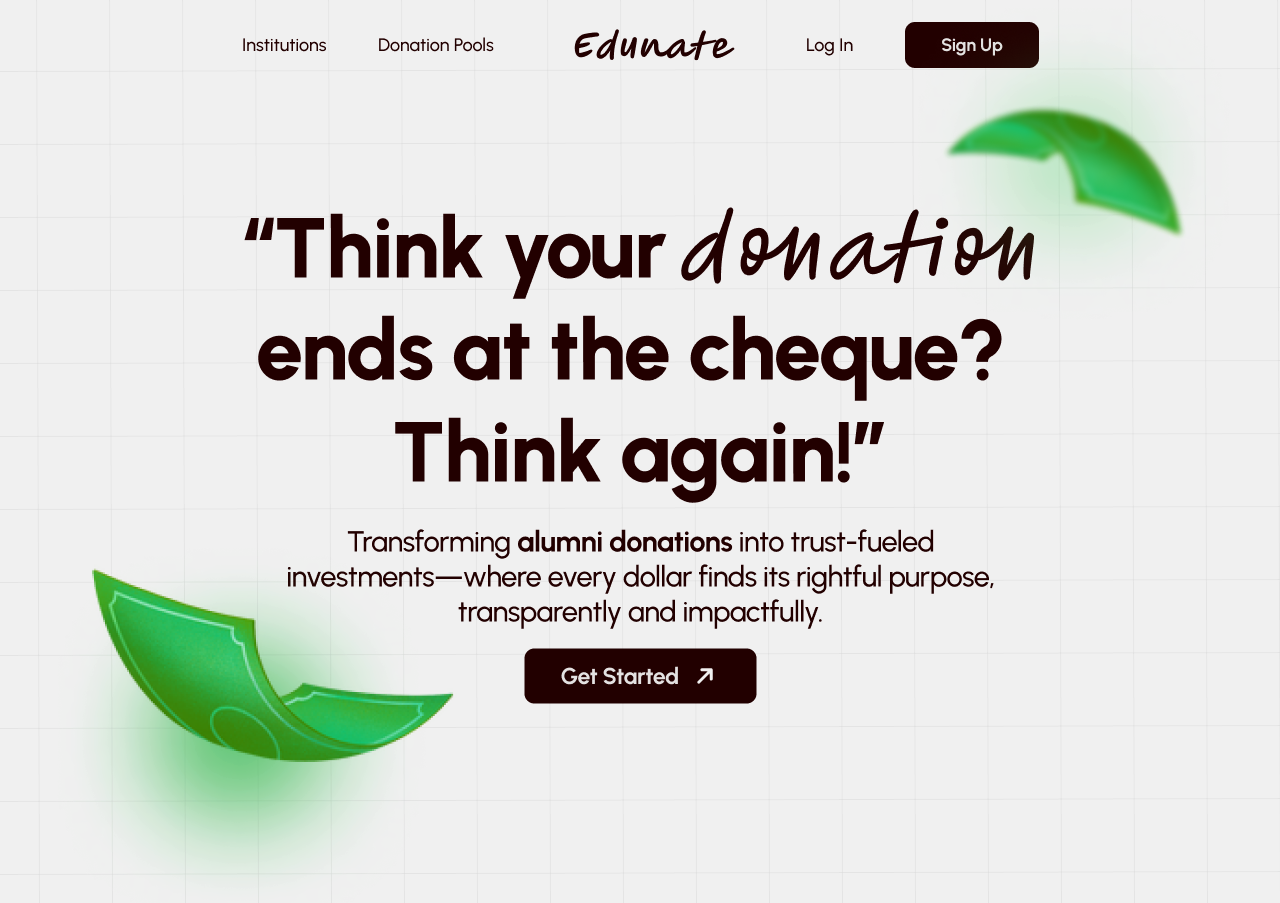 Institutions
Donation Pools
Edunate
Log In
Sign Up
“Think your donation
ends at the cheque?
Think again!”
Transforming alumni donations into trust-fueled
investments—where every dollar finds its rightful purpose,
transparently and impactfully.
Get Started